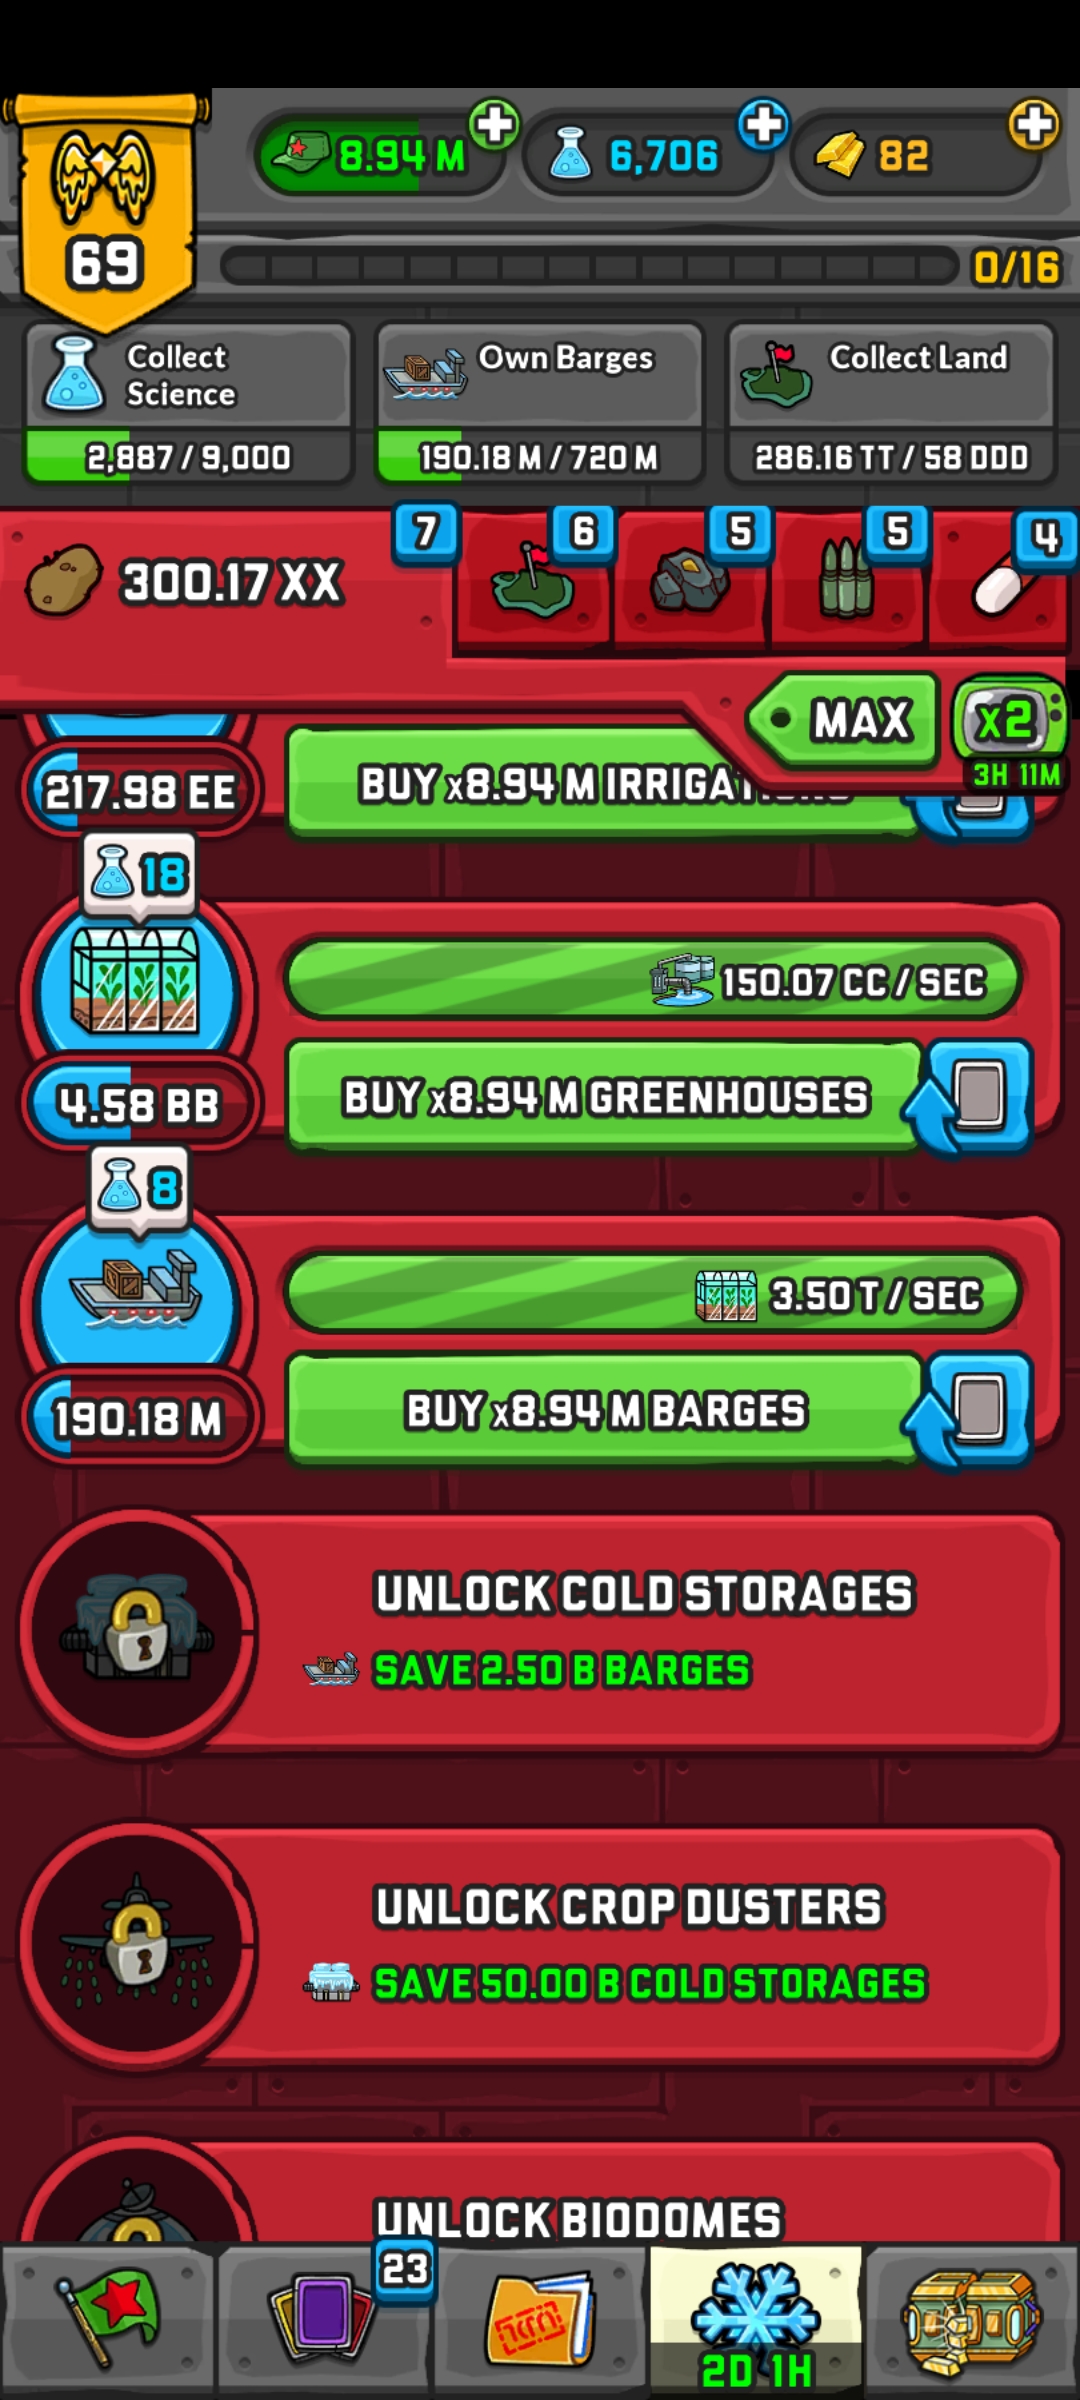 8.94 M
6,706
82
69
0/16
Collect
Science
2,887 / 9,000
Own Barges
190.18 M / 720 M
Collect Land
286.16 TT / 58 DDD
300.17 XX
7
6
5
5
4
MAX
x2
3H 11M
217.98 EE
BUY x8.94 M
18
150.07 CC / SEC
4.58 BB
BUY x8.94 M GREENHOUSES
8
3.50 T / SEC
190.18 M
BUY x8.94 M BARGES
UNLOCK COLD STORAGES
SAVE 2.50 B BARGES
UNLOCK CROP DUSTERS
SAVE 50.00 B COLD STORAGES
UNLOCK BIODOMES
23
2D 1H